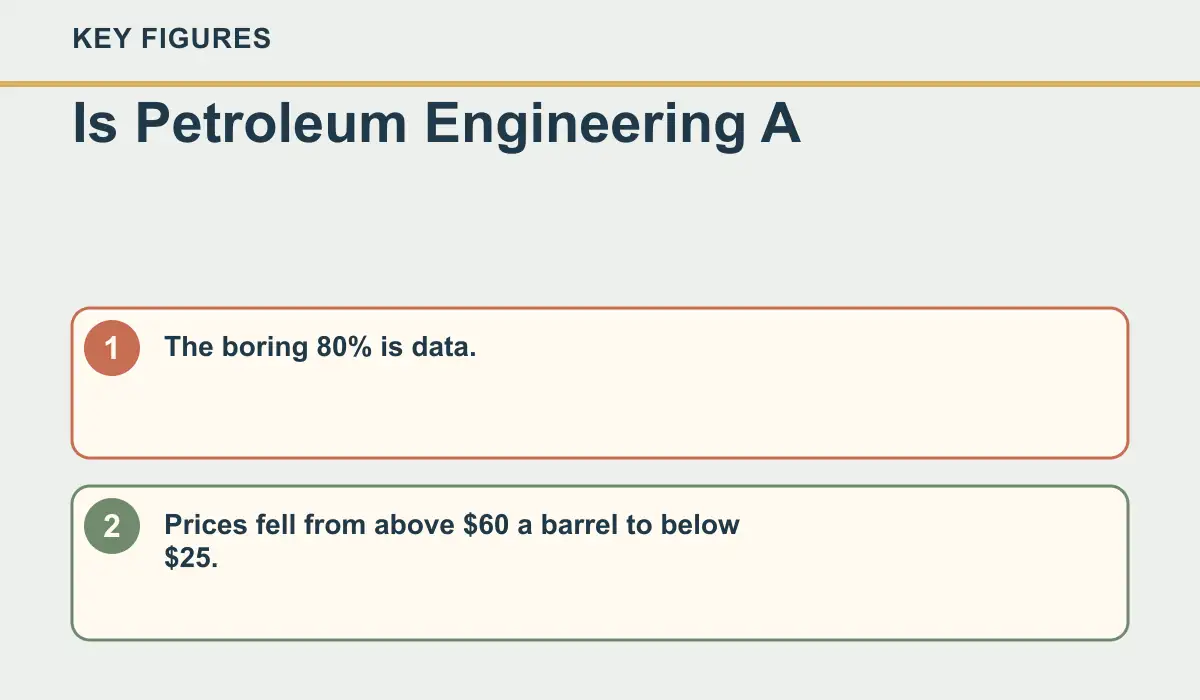 KEY FIGURES
Is Petroleum Engineering A
1
The boring 80% is data.
2
Prices fell from above $60 a barrel to below
$25.